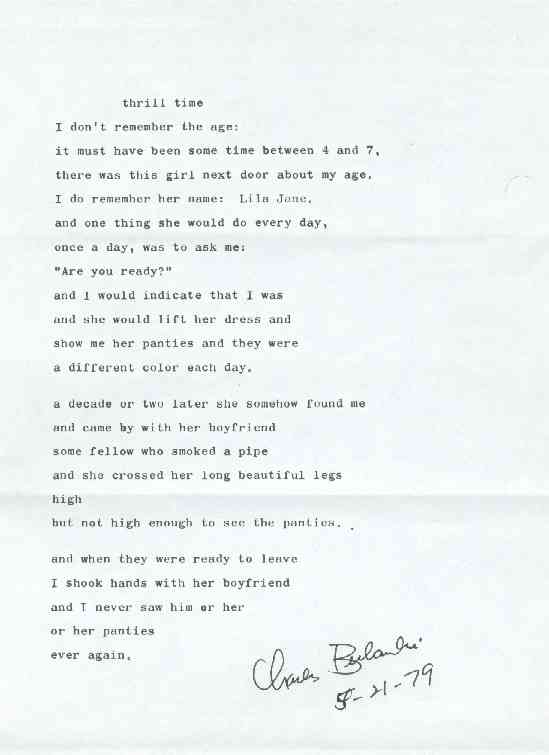 thrill time
I don't remember the age:
it must have been some time between 4 and 7,
there was this girl next door about my age.
I do remember her name: Lila Jane.
and one thing she would do every day,
once a day, was to ask me:
"Are you ready?"
and I would indicate that I was
and she would lift her dress and
show me her panties and they were
a different color each day.
a decade or two later she somehow found me
and came by with her boyfriend
some fellow who smoked a pipe
and she crossed her long beautiful legs
high
but not high enough to see the panties.
and when they were ready to leave
I shook hands with her boyfriend
and I never saw him or her
or her panties
ever again.
Charles Bukowski
5-21-79